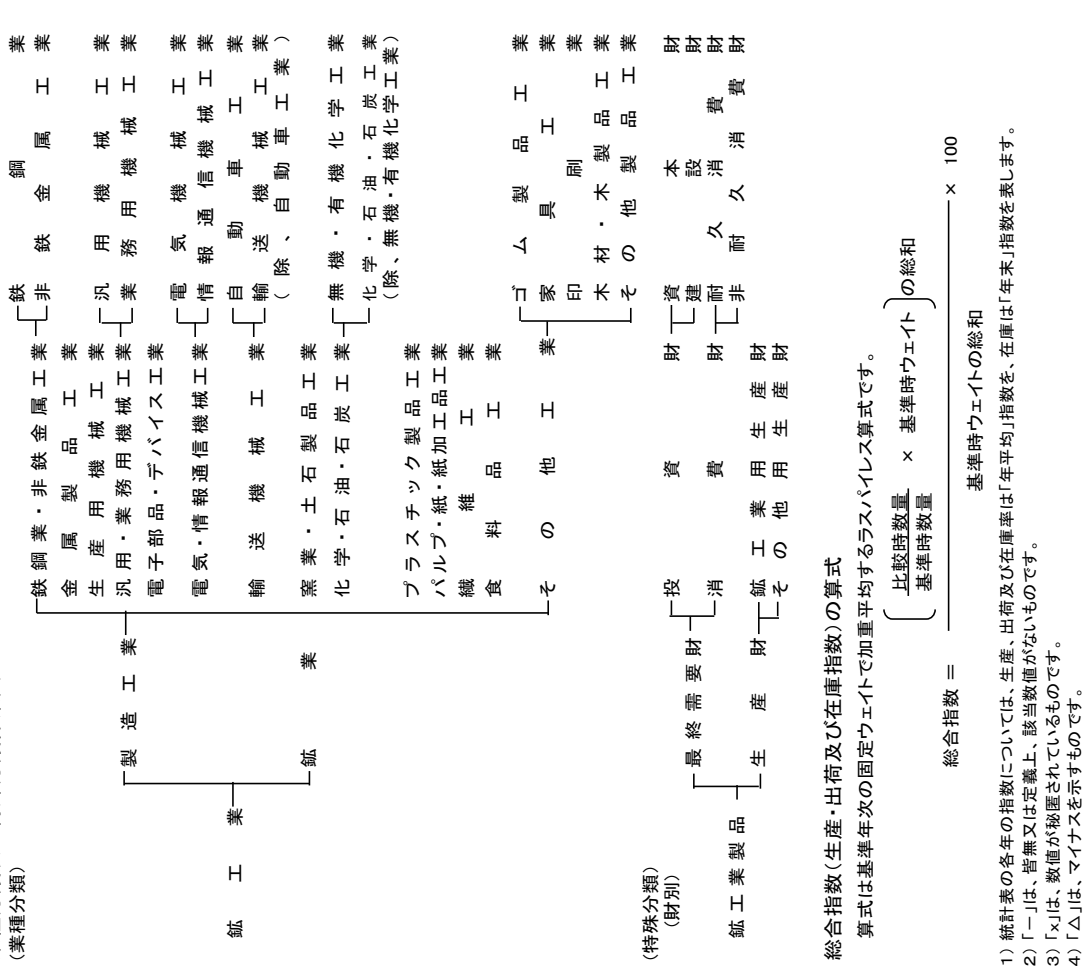 (業種分類)
鉱工業
製造工業
鉄鋼業・非鉄金属工業
鉄鋼業
非鉄金属工業
金属製品工業
生産用機械工業
汎用・業務用機械工業
汎用機械工業
業務用機械工業
電子部品・デバイス工業
電気・情報通信機械工業
電気機械工業
情報通信機械工業
輸送機械工業
自動車工業
輸送機械工業
(除、自動車工業)
窯業・土石製品工業
化学・石油・石炭工業
無機・有機化学工業
化学・石油・石炭工業
(除、無機・有機化学工業)
プラスチック製品工業
パルプ・紙・紙加工品工業
繊維工業
食料品工業
その他工業
ゴム製品工業
家具工業
印刷業
木材・木製品工業
その他製品工業
鉱業
(特殊分類)
(財別)
鉱工業製品
最終需要財
投資財
資本財
建設財
消費財
耐久消費財
非耐久消費財
生産財
鉱工業用生産財
その他用生産財
総合指数(生産・出荷及び在庫指数)の算式
算式は基準年次の固定ウェイトで加重平均するラスパイレス算式です。
総合指数 =
比較時数量
基準時数量
× 基準時ウェイト
の総和
基準時ウェイトの総和
× 100
1) 統計表の各年の指数については、生産、出荷及び在庫率は「年平均」指数を、在庫は「年末」指数を表します。
2) 「-」は、皆無又は定義上、該当数値がないものです。
3) 「x」は、数値が秘匿されているものです。
4) 「△」は、マイナスを示すものです。